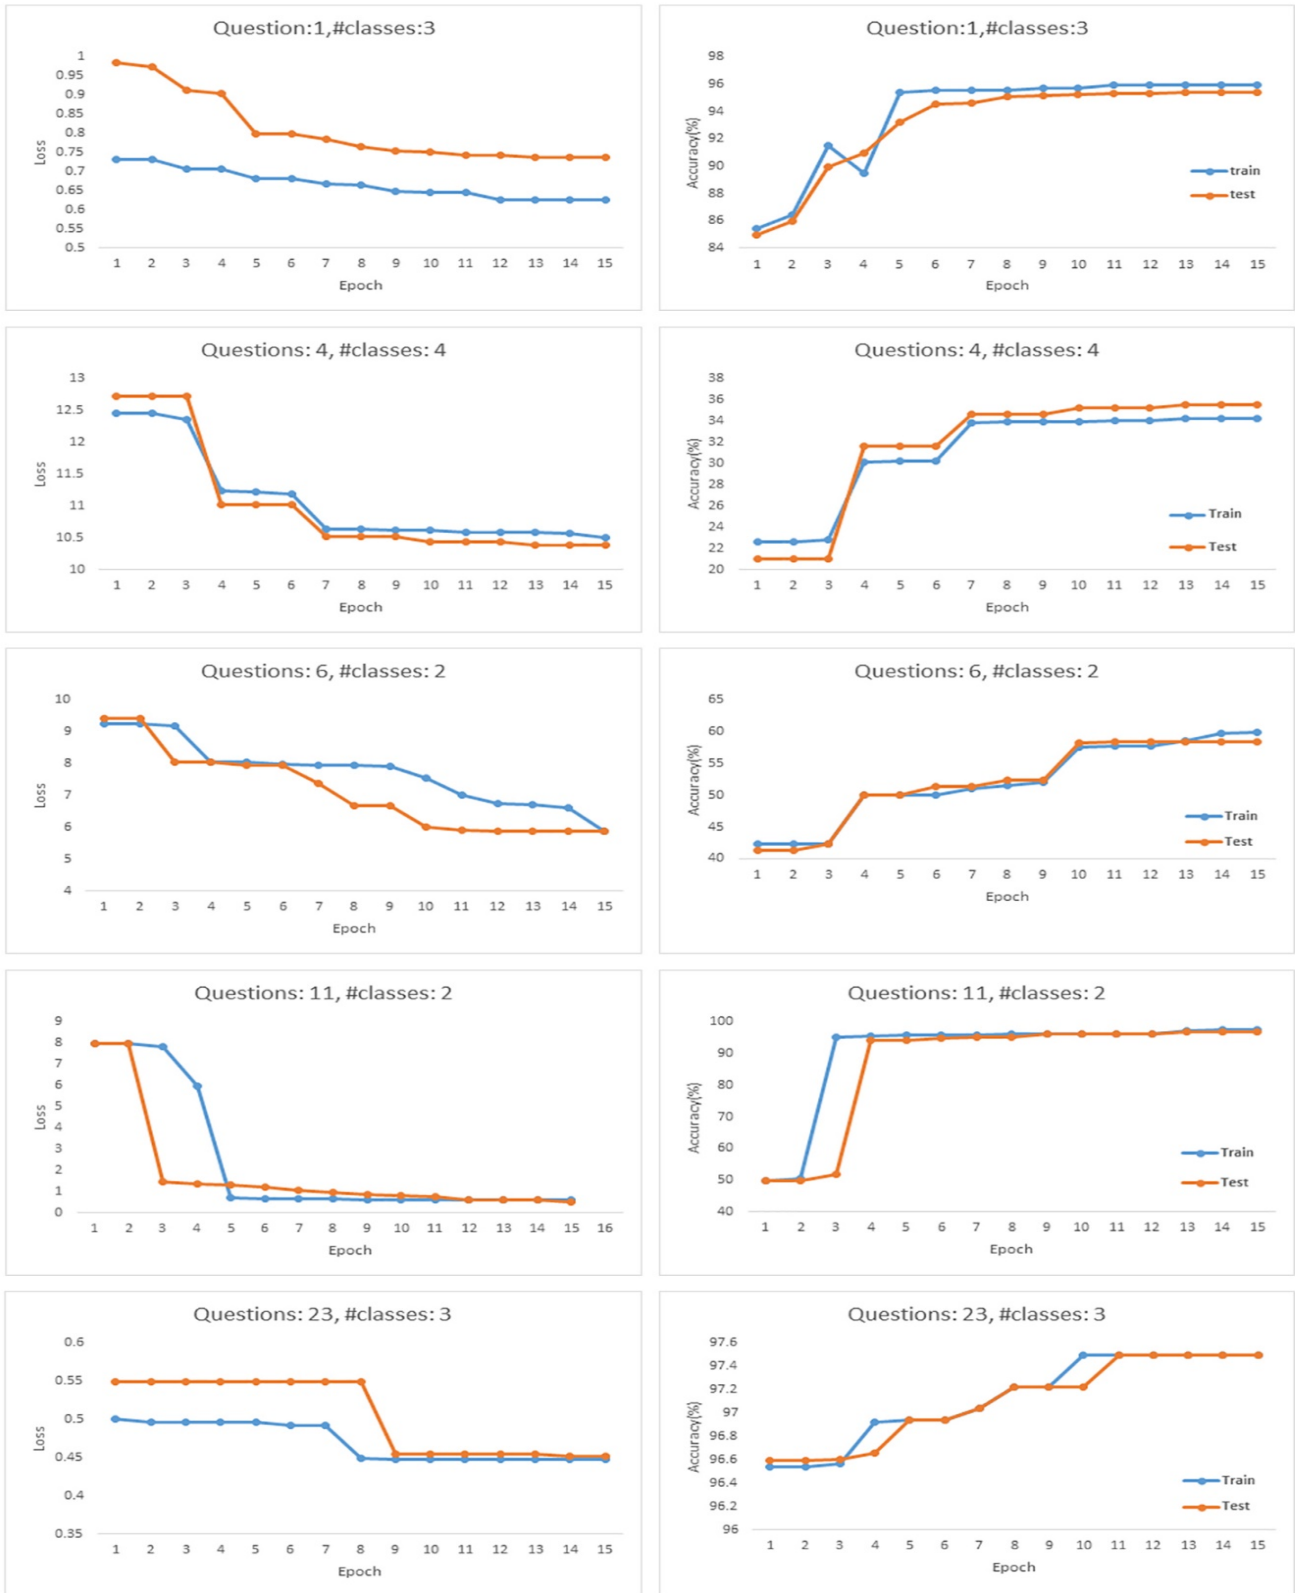 Question:1,#classes:3
1
0.95
0.9
0.85
0.8
0.75
0.7
0.65
0.6
0.55
0.5
Loss
1 2 3 4 5 6 7 8 9 10 11 12 13 14 15
Epoch
Question:1,#classes:3
98
96
94
92
90
88
86
84
Accuracy(%)
train
test
1 2 3 4 5 6 7 8 9 10 11 12 13 14 15
Epoch
Questions: 4, #classes: 4
13
12.5
12
11.5
11
10.5
10
Loss
1 2 3 4 5 6 7 8 9 10 11 12 13 14 15
Epoch
Questions: 4, #classes: 4
38
36
34
32
30
28
26
24
22
20
Accuracy(%)
Train
Test
1 2 3 4 5 6 7 8 9 10 11 12 13 14 15
Epoch
Questions: 6, #classes: 2
10
9
8
7
6
5
4
Loss
1 2 3 4 5 6 7 8 9 10 11 12 13 14 15
Epoch
Questions: 6, #classes: 2
65
60
55
50
45
40
Accuracy(%)
Train
Test
1 2 3 4 5 6 7 8 9 10 11 12 13 14 15
Epoch
Questions: 11, #classes: 2
9
8
7
6
5
4
3
2
1
0
Loss
1 2 3 4 5 6 7 8 9 10 11 12 13 14 15 16
Epoch
Questions: 11, #classes: 2
100
90
80
70
60
50
40
Accuracy(%)
Train
Test
1 2 3 4 5 6 7 8 9 10 11 12 13 14 15
Epoch
Questions: 23, #classes: 3
0.6
0.55
0.5
0.45
0.4
0.35
Loss
1 2 3 4 5 6 7 8 9 10 11 12 13 14 15
Epoch
Questions: 23, #classes: 3
97.6
97.4
97.2
97
96.8
96.6
96.4
96.2
96
Accuracy(%)
Train
Test
1 2 3 4 5 6 7 8 9 10 11 12 13 14 15
Epoch